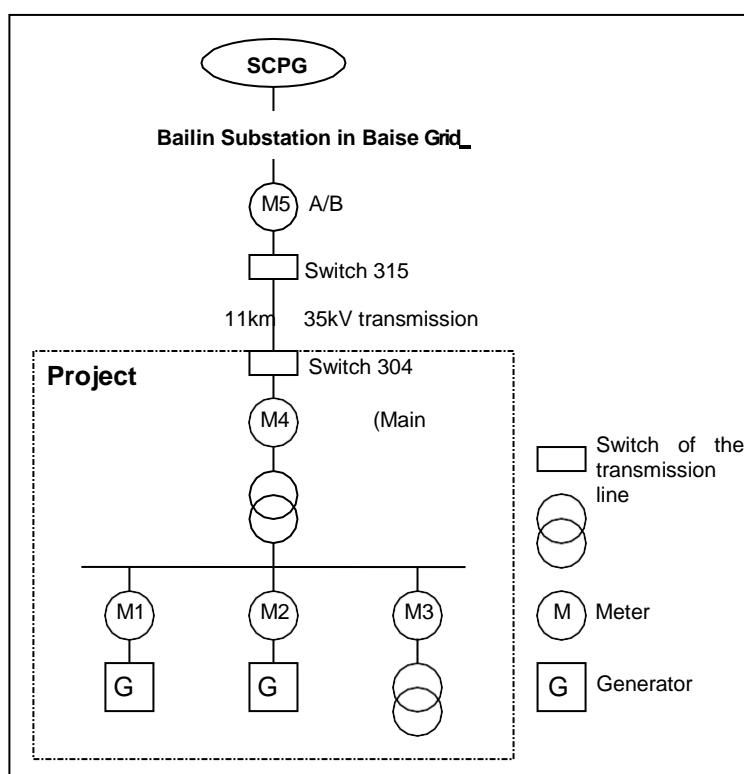 SCPG
Bailin Substation in Baise Grid
M5 A/B
Switch 315
11km 35kV transmission
Switch 304
Project
M4 (Main
Switch of the
transmission
line
M1 M2 M3
M Meter
G G
G Generator